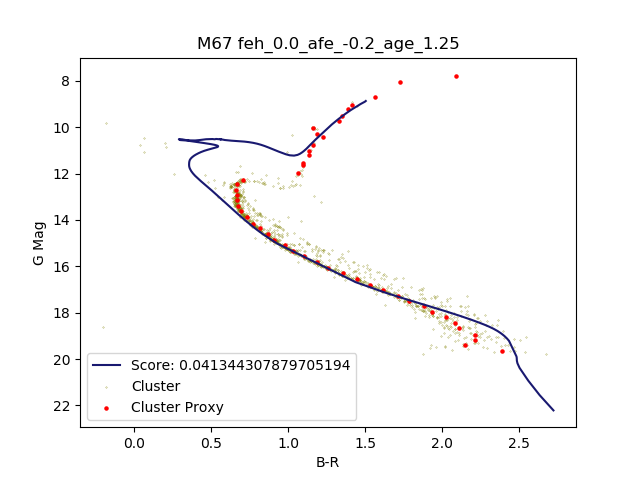 M67 feh_0.0_afe_-0.2_age_1.25
8
10
12
14
16
18
20
22
G Mag
Score: 0.041344307879705194
Cluster
Cluster Proxy
0.0 0.5 1.0 1.5 2.0 2.5
B-R